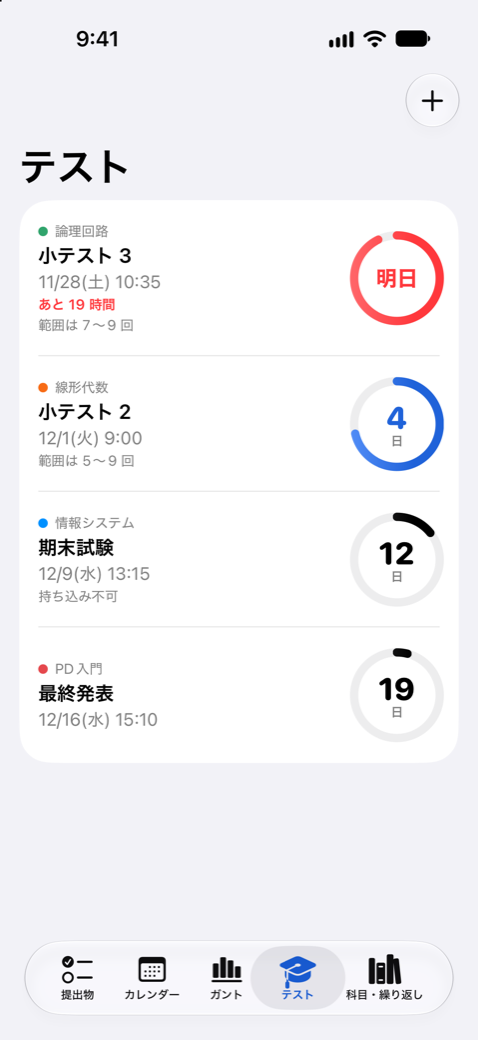 9:41
テスト
論理回路
小テスト 3
11/28(土) 10:35
あと 19 時間
範囲は 7〜9 回
明日
線形代数
小テスト 2
12/1(火) 9:00
範囲は 5〜9 回
4
日
情報システム
期末試験
12/9(水) 13:15
持ち込み不可
12
日
PD入門
最終発表
12/16(水) 15:10
19
日
提出物
カレンダー
ガント
テスト
科目・繰り返し